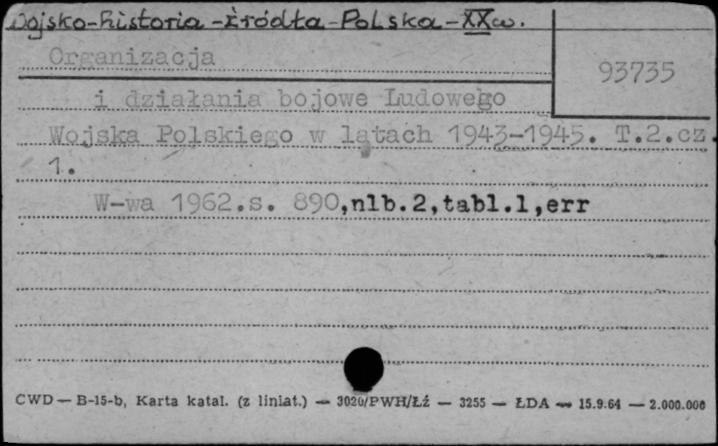 Wojsko-historia-źródła-Polska-XXw.
Organizacja
93735
i działania bojowe Ludowego
Wojska Polskiego w latach 1943-1945. T.2.cz.
1.
W-wa 1962.s. 890,nlb.2,tabl.1,err
CWD — B-15-b, Karta katal. (z liniat.) — 3020/PWH/Łź — 3255 — ŁDA — 15.9.64 — 2.000.000